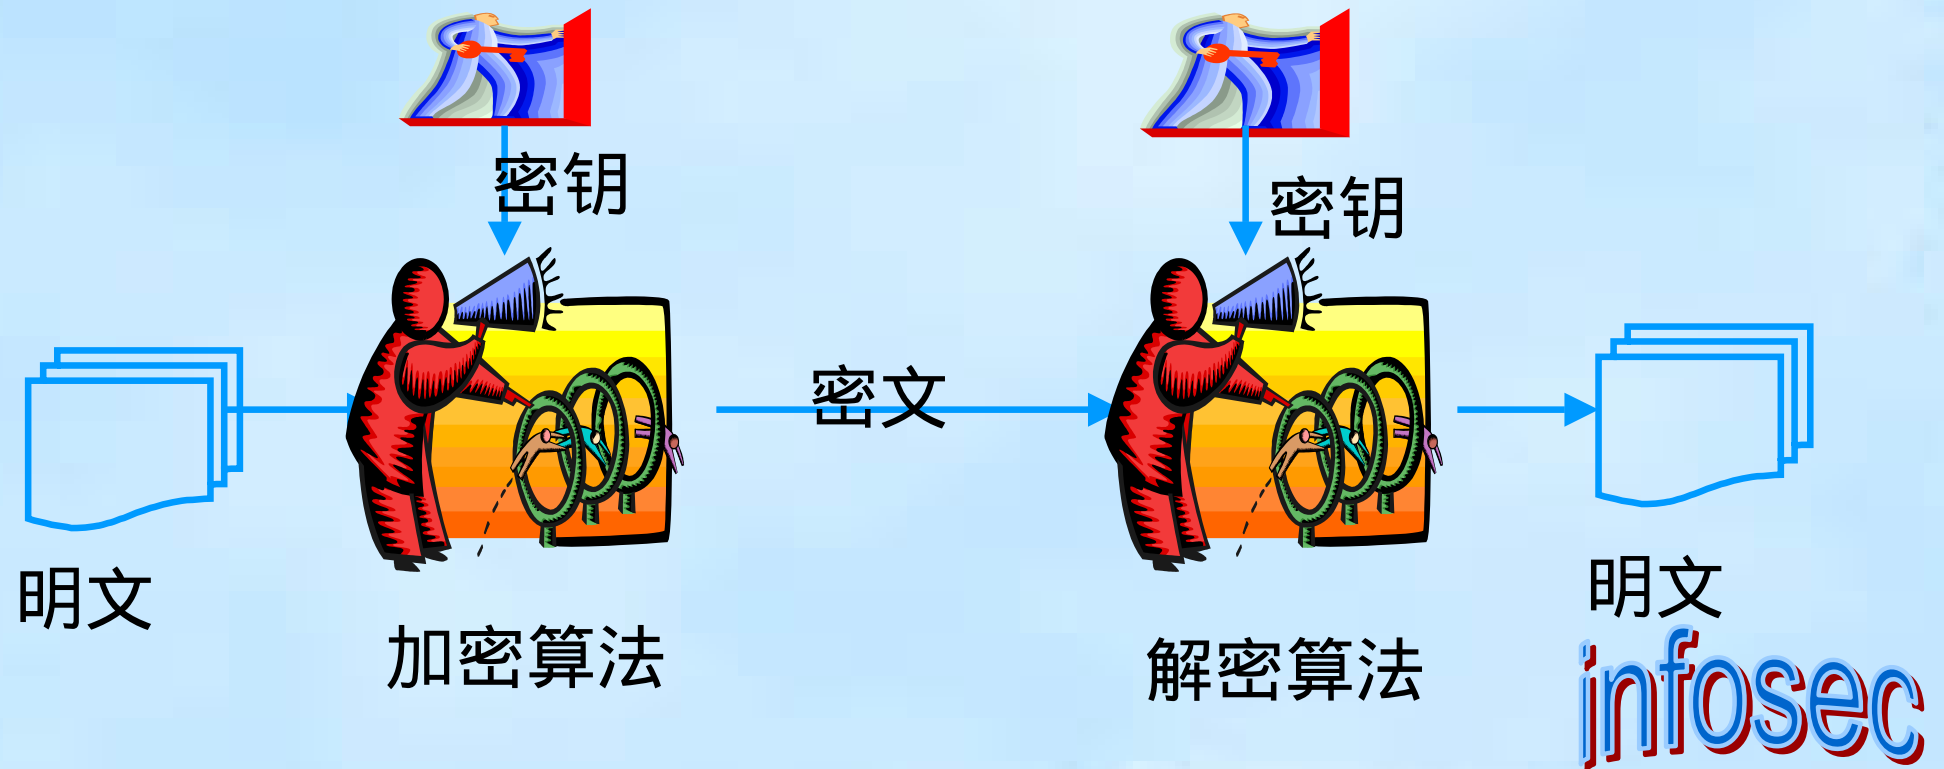 密钥
密钥
密文
明文
明文
加密算法
解密算法
infosec